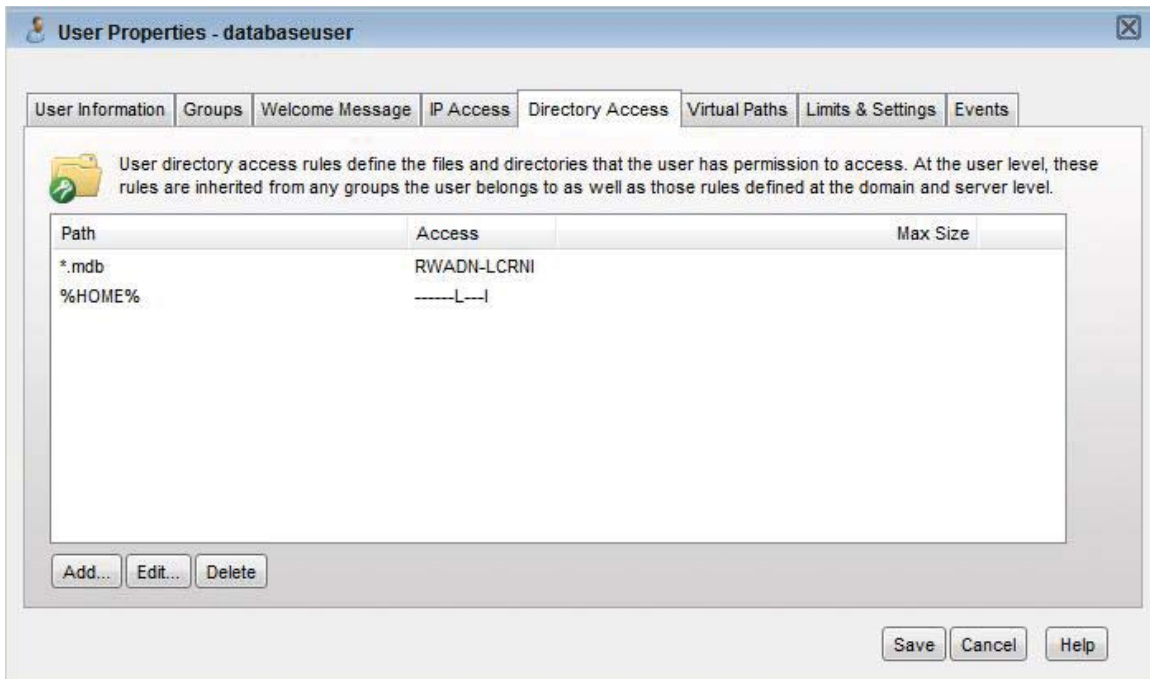 User Properties - databaseuser
User Information Groups Welcome Message IP Access Directory Access Virtual Paths Limits & Settings Events
User directory access rules define the files and directories that the user has permission to access. At the user level, these
rules are inherited from any groups the user belongs to as well as those rules defined at the domain and server level.
Path Access Max Size
*.mdb RWADN-LCRNI
%HOME% ------L---I
Add... Edit... Delete
Save Cancel Help